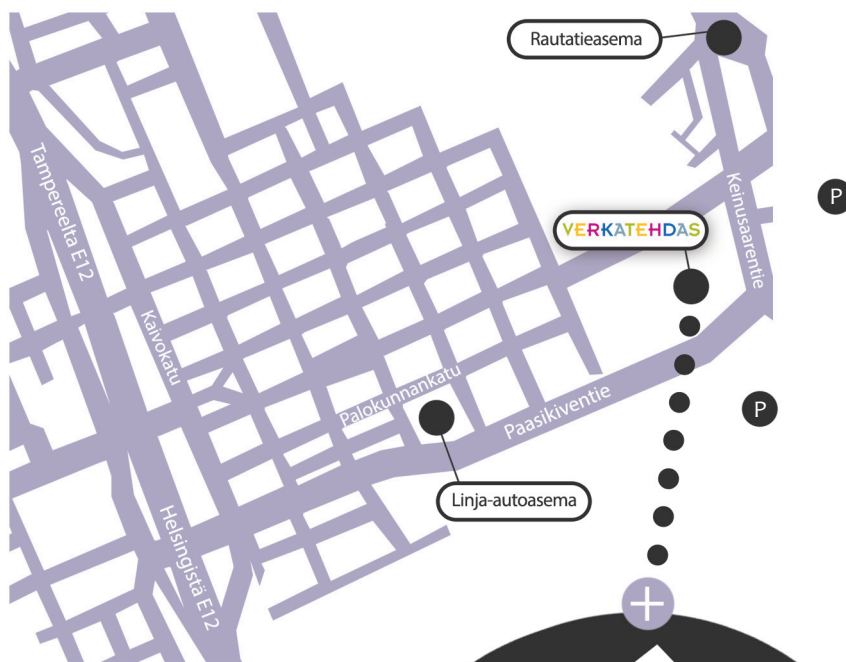 Rautatieasema
P
VERKATEHDAS
Keinusaarentie
Tampereelta E12
Kaivokatu
Palokunnankatu
Paasikiventie
P
Linja-autoasema
Helsingistä E12